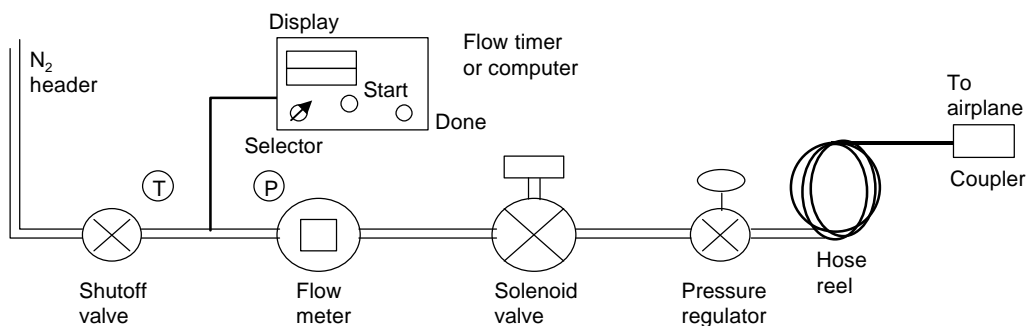 Display
N₂
header
Flow timer
or computer
Start
Done
Selector
To
airplane
Coupler
T
P
Shutoff
valve
Flow
meter
Solenoid
valve
Pressure
regulator
Hose
reel